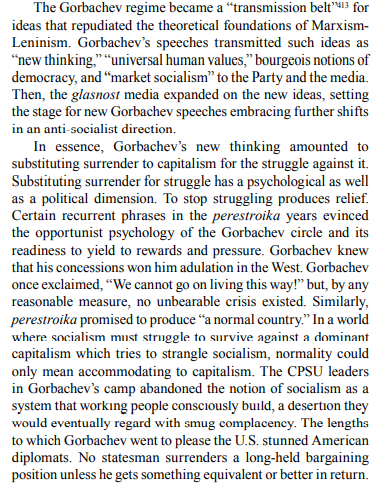 The Gorbachev regime became a “transmission belt”413 for
ideas that repudiated the theoretical foundations of Marxism-
Leninism. Gorbachev’s speeches transmitted such ideas as
“new thinking,” “universal human values,” bourgeois notions of
democracy, and “market socialism” to the Party and the media.
Then, the glasnost media expanded on the new ideas, setting
the stage for new Gorbachev speeches embracing further shifts
in an anti-socialist direction.
In essence, Gorbachev’s new thinking amounted to
substituting surrender to capitalism for the struggle against it.
Substituting surrender for struggle has a psychological as well
as a political dimension. To stop struggling produces relief.
Certain recurrent phrases in the perestroika years evinced
the opportunist psychology of the Gorbachev circle and its
readiness to yield to rewards and pressure. Gorbachev knew
that his concessions won him adulation in the West. Gorbachev
once exclaimed, “We cannot go on living this way!” but, by any
reasonable measure, no unbearable crisis existed. Similarly,
perestroika promised to produce “a normal country.” In a world
where socialism must struggle to survive against a dominant
capitalism which tries to strangle socialism, normality could
only mean accommodating to capitalism. The CPSU leaders
in Gorbachev’s camp abandoned the notion of socialism as a
system that working people consciously build, a desertion they
would eventually regard with smug complacency. The lengths
to which Gorbachev went to please the U.S. stunned American
diplomats. No statesman surrenders a long-held bargaining
position unless he gets something equivalent or better in return.